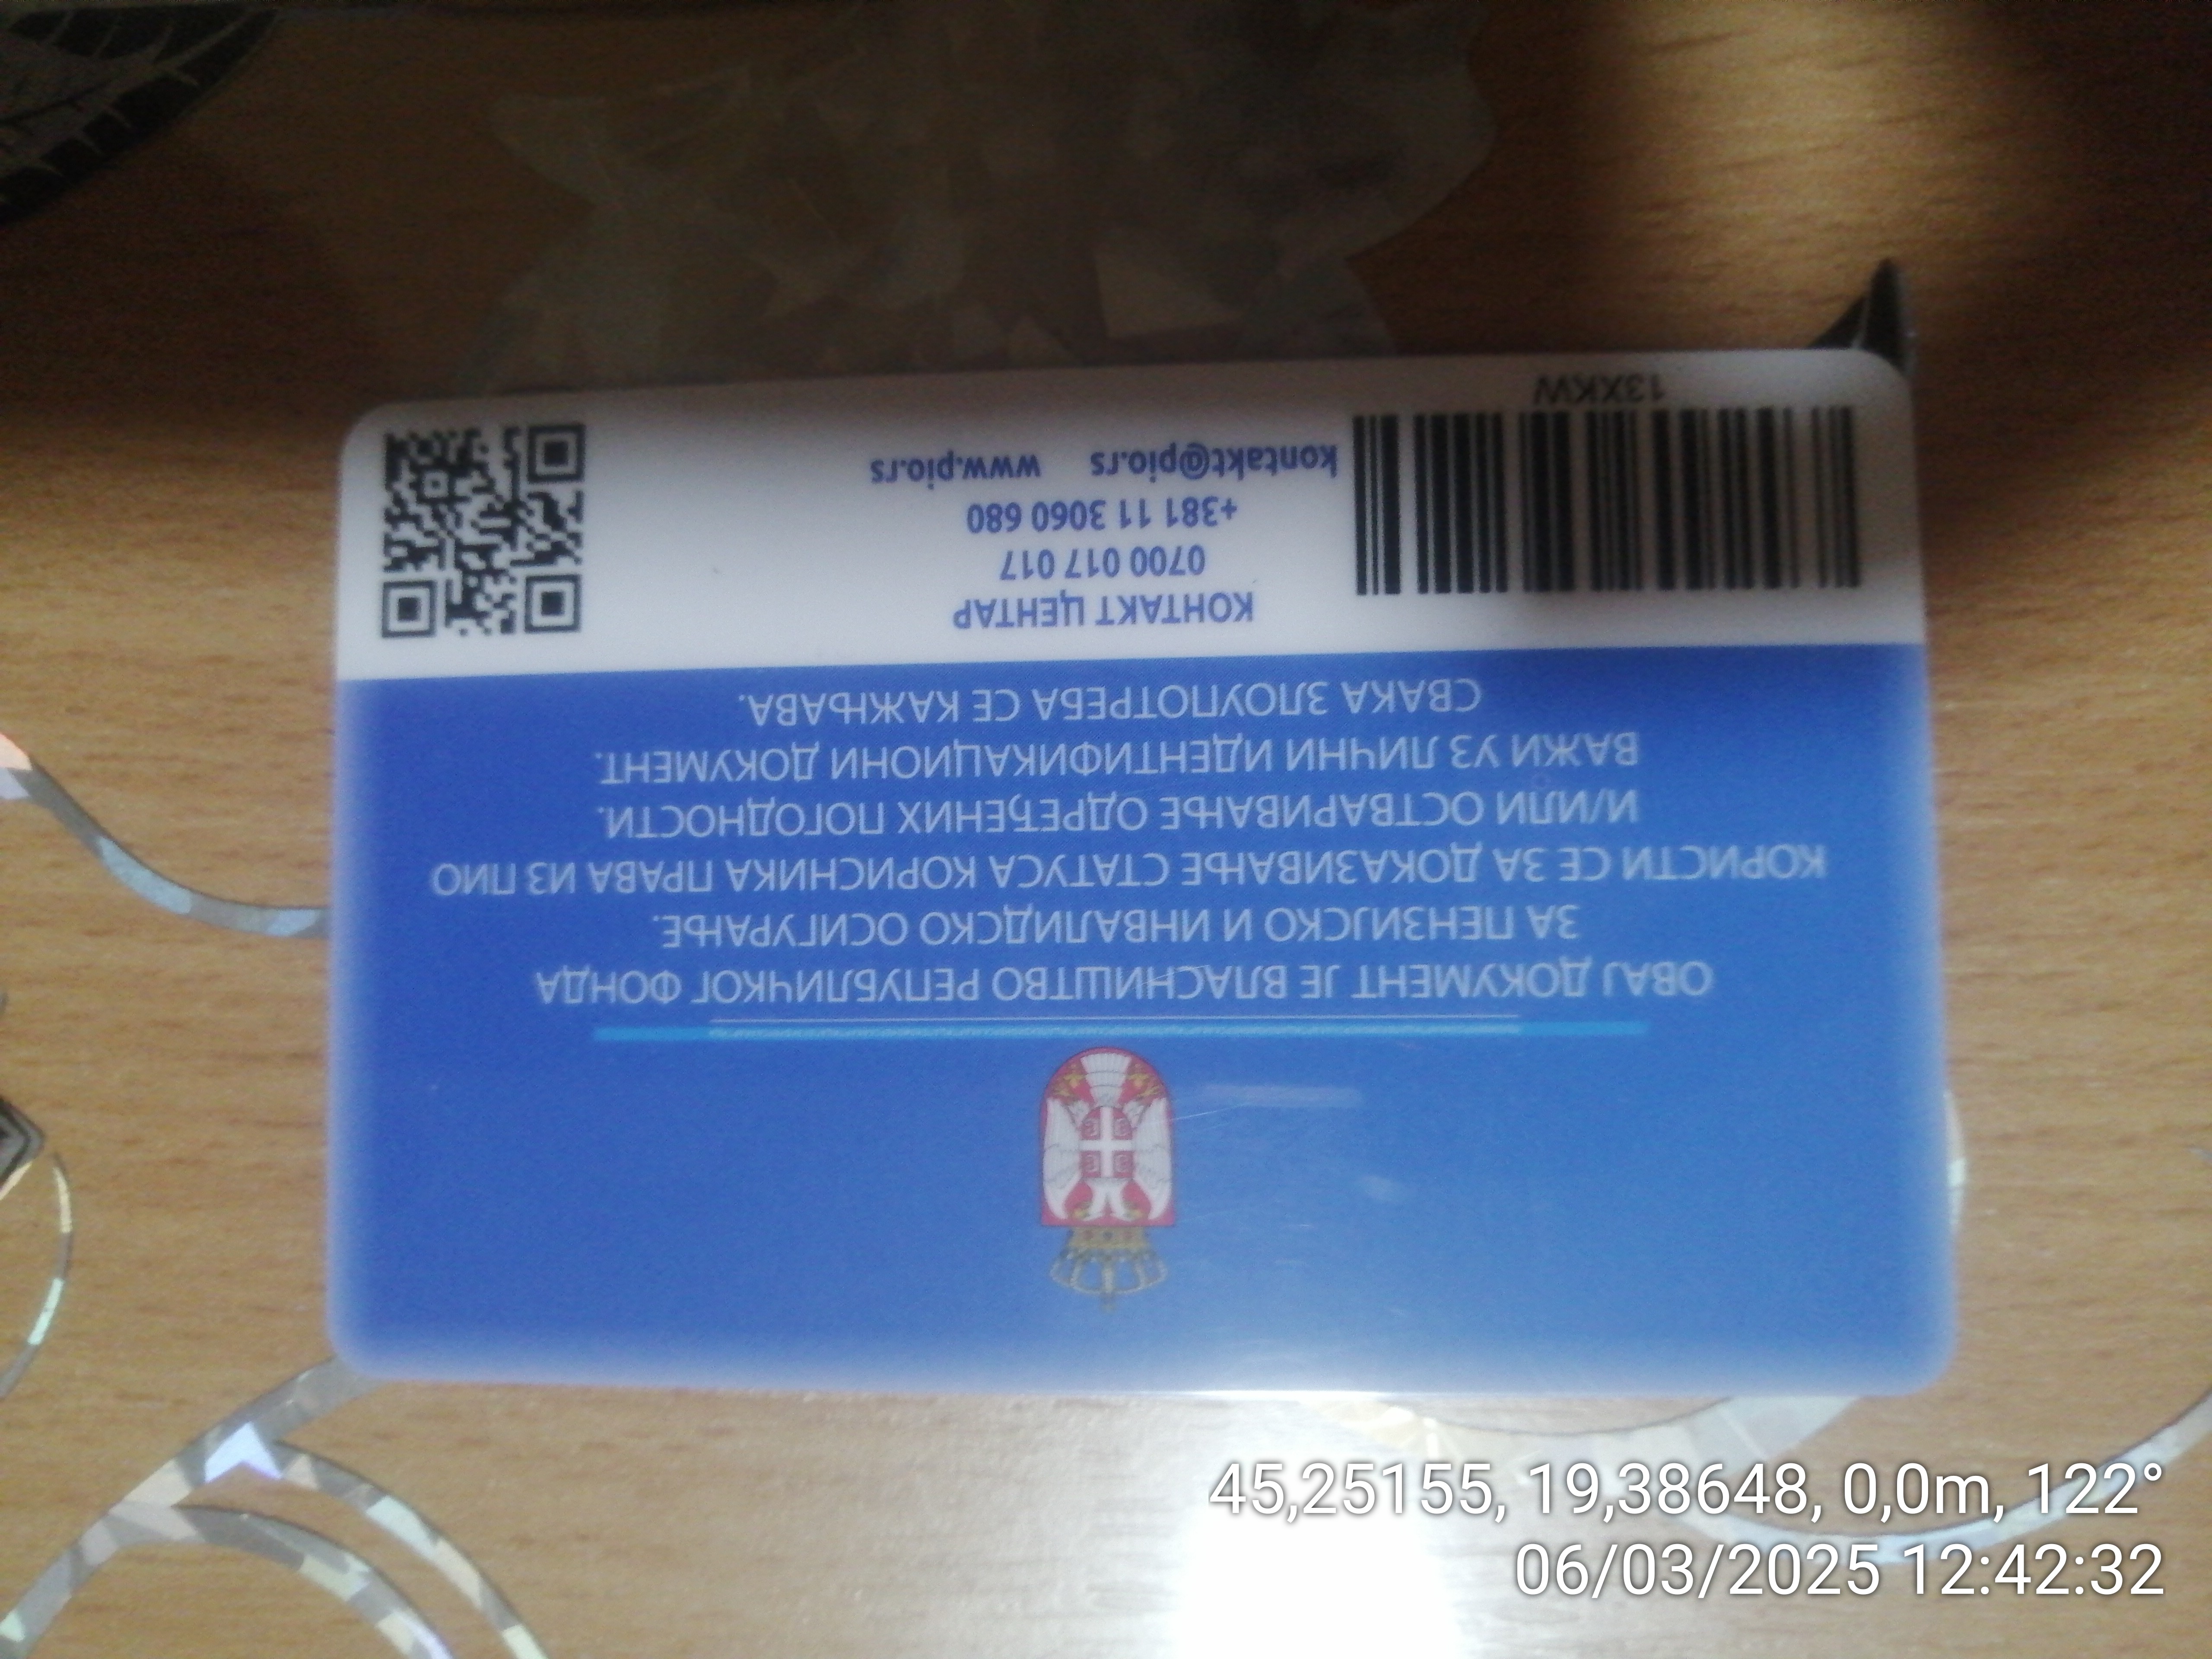 ОВАЈ ДОКУМЕНТ ЈЕ ВЛАСНИШТВО РЕПУБЛИЧКОГ ФОНДА
ЗА ПЕНЗИЈСКО И ИНВАЛИДСКО ОСИГУРАЊЕ.
КОРИСТИ СЕ ЗА ДОКАЗИВАЊЕ СТАТУСА КОРИСНИКА ПРАВА ИЗ ПИО
И/ИЛИ ОСТВАРИВАЊЕ ОДРЕЂЕНИХ ПОГОДНОСТИ.
ВАЖИ УЗ ЛИЧНИ ИДЕНТИФИКАЦИОНИ ДОКУМЕНТ.
СВАКА ЗЛОУПОТРЕБА СЕ КАЖЊАВА.
КОНТАКТ ЦЕНТАР
0700 017 017
+381 11 3060 680
kontakt@pio.rs www.pio.rs
13XKW
45,25155, 19,38648, 0,0m, 122°
06/03/2025 12:42:32